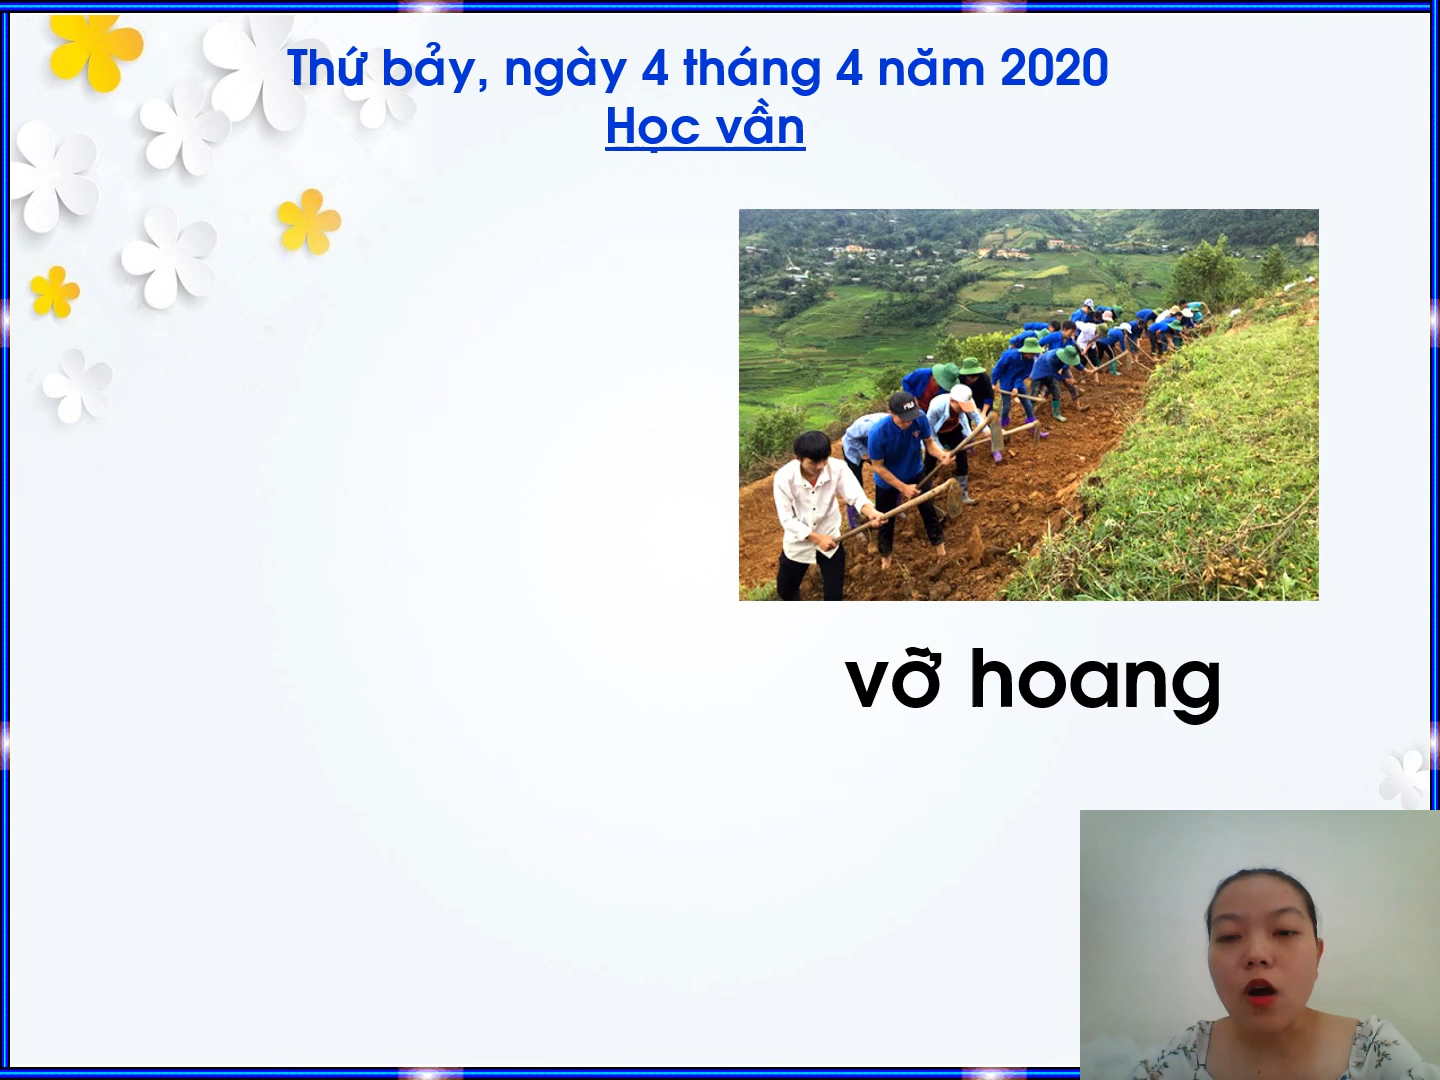 Thứ bảy, ngày 4 tháng 4 năm 2020
Học vần
vỡ hoang